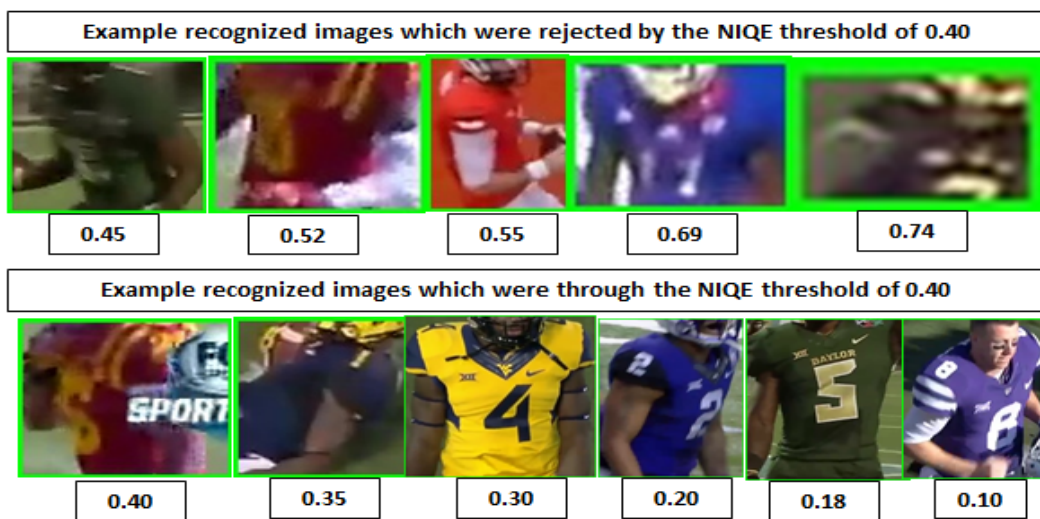 Example recognized images which were rejected by the NIQE threshold of 0.40
0.45 0.52 0.55 0.69 0.74
Example recognized images which were through the NIQE threshold of 0.40
SPORT
4
2 2
BAYLOR
5
8 8
0.40 0.35 0.30 0.20 0.18 0.10